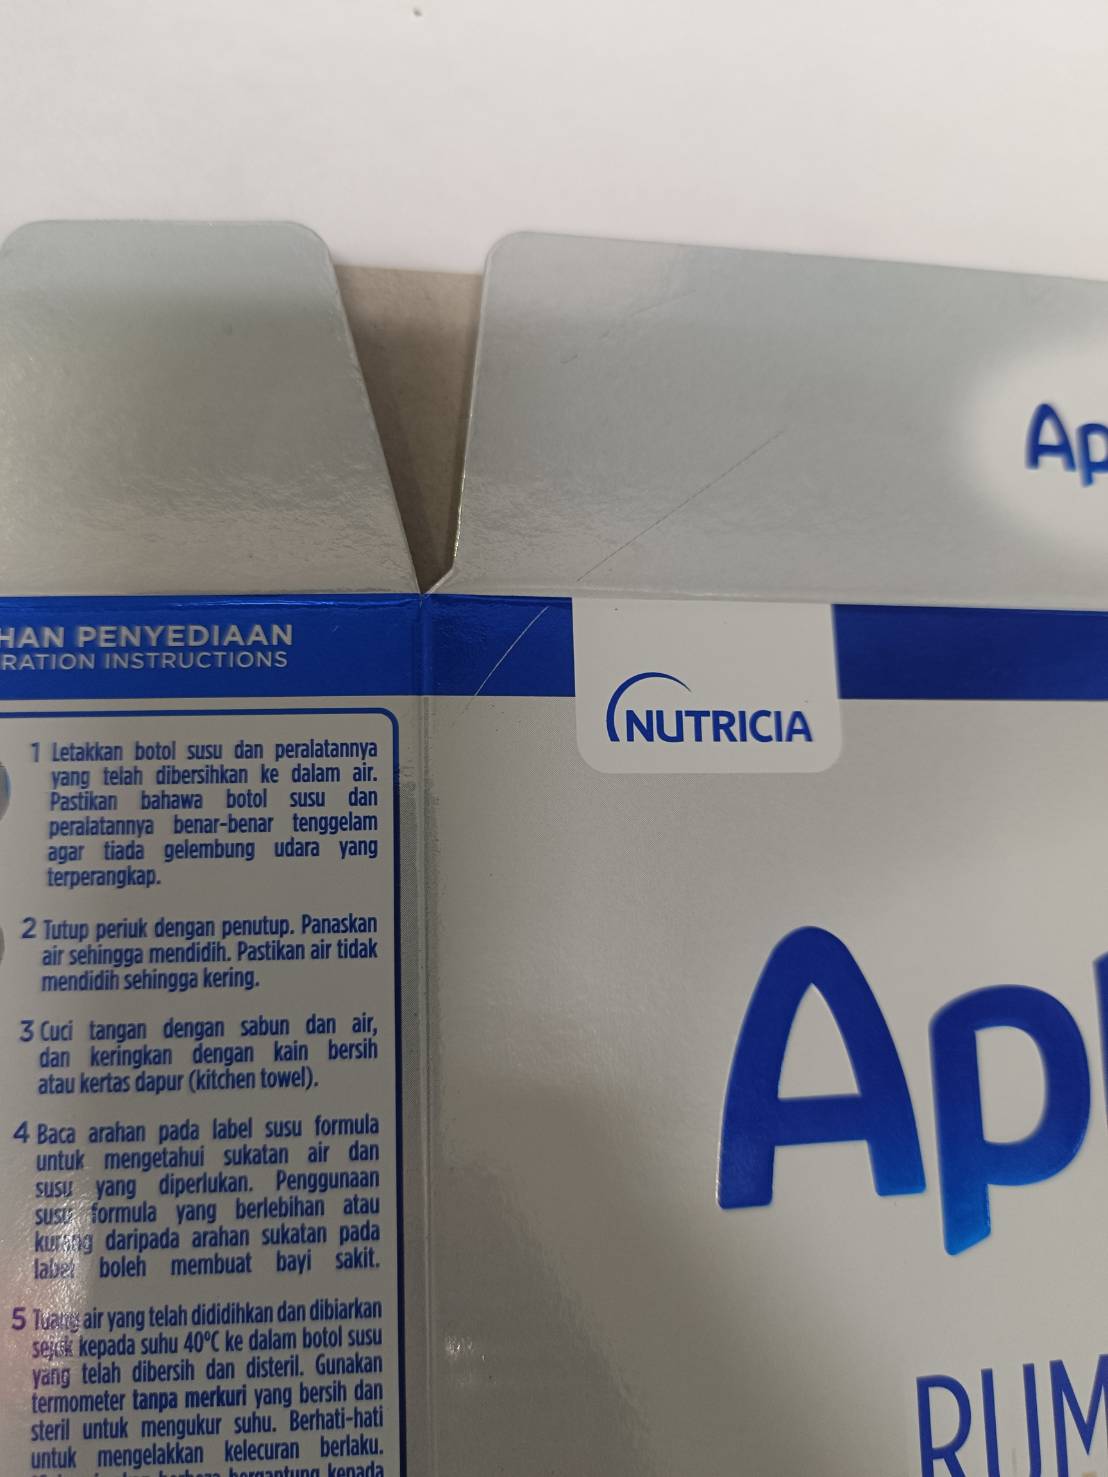 Ap
HAN PENYEDIAAN
RATION INSTRUCTIONS
1 Letakkan botol susu dan peralatannya
yang telah dibersihkan ke dalam air.
Pastikan bahawa botol susu dan
peralatannya benar-benar tenggelam
agar tiada gelembung udara yang
terperangkap.
2 Tutup periuk dengan penutup. Panaskan
air sehingga mendidih. Pastikan air tidak
mendidih sehingga kering.
3 Cuci tangan dengan sabun dan air,
dan keringkan dengan kain bersih
atau kertas dapur (kitchen towel).
4 Baca arahan pada label susu formula
untuk mengetahui sukatan air dan
susu yang diperlukan. Penggunaan
susu formula yang berlebihan atau
kurang daripada arahan sukatan pada
label boleh membuat bayi sakit.
5 Tuang air yang telah dididihkan dan dibiarkan
sejuk kepada suhu 40°C ke dalam botol susu
yang telah dibersih dan disteril. Gunakan
termometer tanpa merkuri yang bersih dan
steril untuk mengukur suhu. Berhati-hati
untuk mengelakkan kelecuran berlaku.
bergantung kepada
NUTRICIA
Ap
RUM